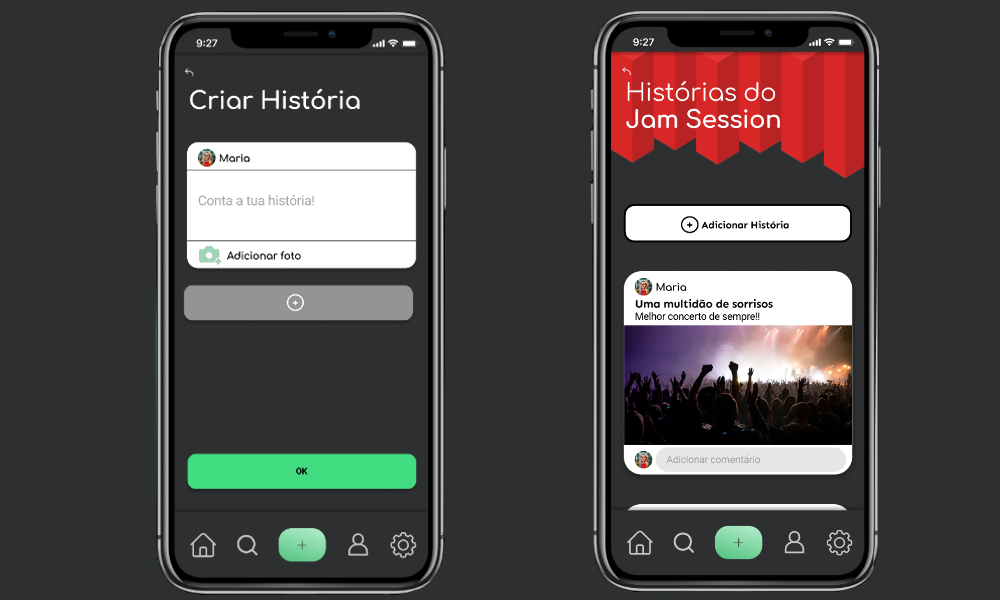 9:27
Criar História
Maria
Conta a tua história!
Adicionar foto
OK
9:27
Histórias do
Jam Session
Adicionar História
Maria
Uma multidão de sorrisos
Melhor concerto de sempre!!
Adicionar comentário